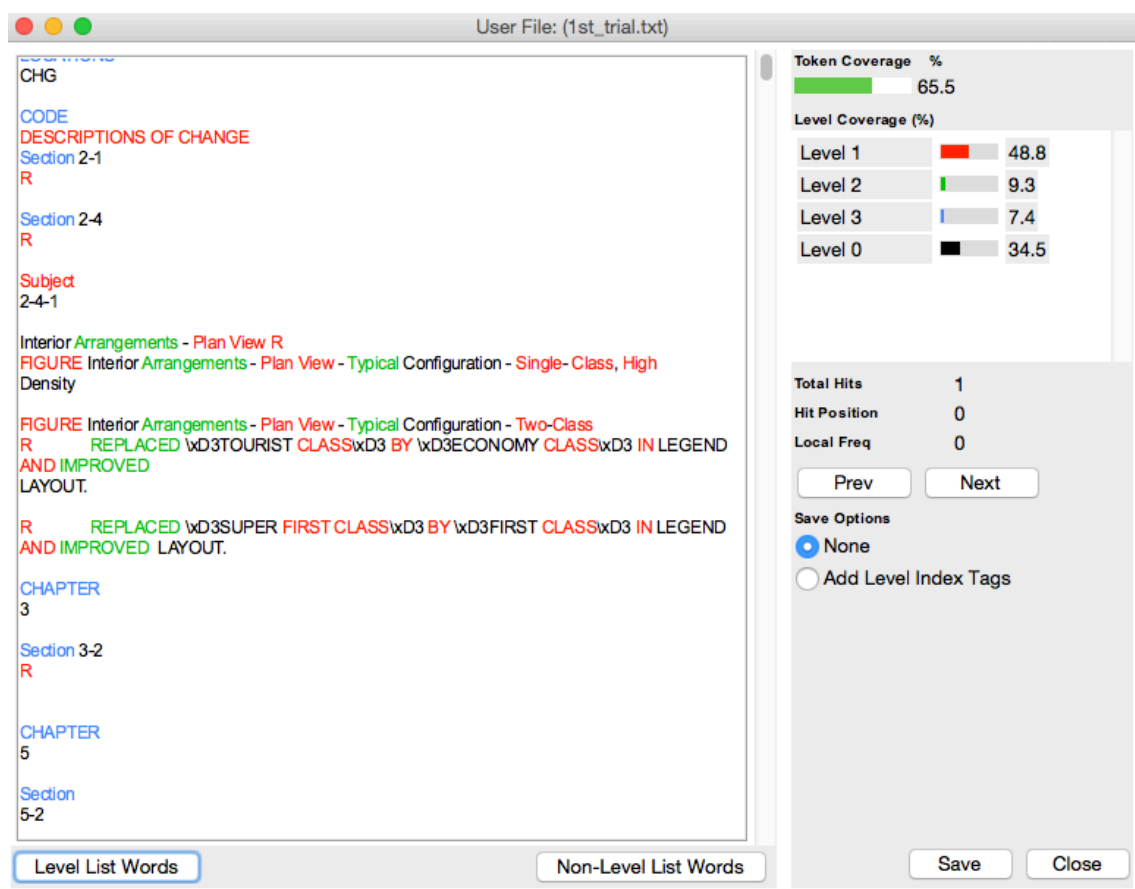 User File: (1st_trial.txt)
CHG
CODE
DESCRIPTIONS OF CHANGE
Section 2-1
R
Section 2-4
R
Subject
2-4-1
Interior Arrangements - Plan View R
FIGURE Interior Arrangements - Plan View - Typical Configuration - Single- Class, High
Density
FIGURE Interior Arrangements - Plan View - Typical Configuration - Two-Class
R REPLACED \xD3TOURIST CLASS\xD3 BY \xD3ECONOMY CLASS\xD3 IN LEGEND
AND IMPROVED
LAYOUT.
R REPLACED \xD3SUPER FIRST CLASS\xD3 BY \xD3FIRST CLASS\xD3 IN LEGEND
AND IMPROVED LAYOUT.
CHAPTER
3
Section 3-2
R
CHAPTER
5
Section
5-2
Level List Words
Non-Level List Words
Token Coverage %
65.5
Level Coverage (%)
Level 1 48.8
Level 2 9.3
Level 3 7.4
Level 0 34.5
Total Hits 1
Hit Position 0
Local Freq 0
Prev Next
Save Options
None
Add Level Index Tags
Save Close